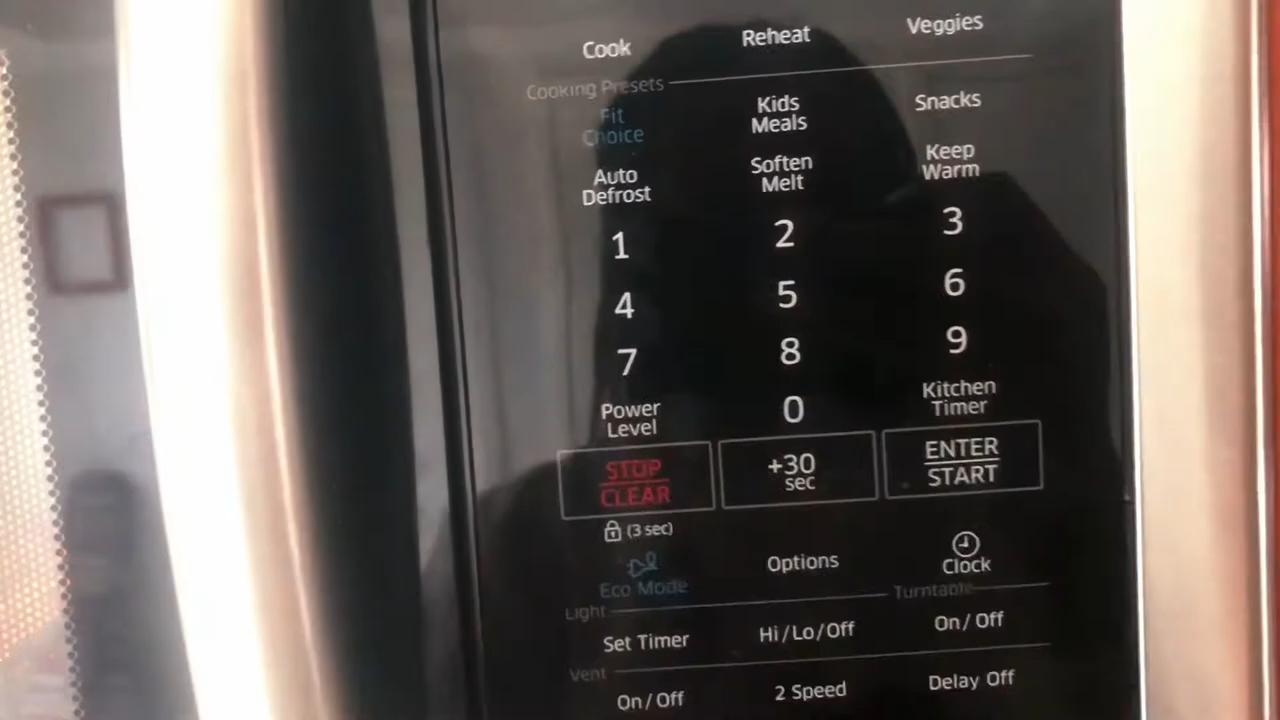 Cook Reheat Veggies
Cooking Presets
Fit
Choice
Kids
Meals
Snacks
Auto
Defrost
Soften
Melt
Keep
Warm
1 2 3
4 5 6
7 8 9
Power
Level
0
Kitchen
Timer
STOP
CLEAR
+30
sec
ENTER
START
(3 sec)
Eco Mode
Options
Clock
Light
Turntable
Set Timer Hi/Lo/Off On/Off
Vent
On/Off 2 Speed Delay Off